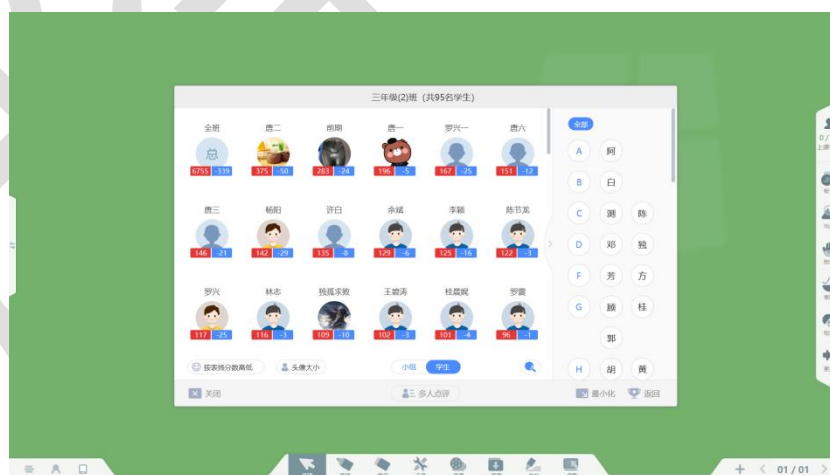 三年级(2)班 (共95名学生)
全班 唐二 前期 唐一 罗兴一 唐六
6755 -339 375 -50 283 -24 196 -5 167 -25 151 -12
唐三 杨阳 许白 余斌 李颖 陈节龙
146 -21 142 -29 135 -8 129 -6 125 -16 122 -3
罗兴 林志 独孤求败 王碧涛 桂晨妮 罗震
117 -25 116 -3 109 -10 102 -3 101 -4 96 -1
按表扬分数高低 头像大小 小组 学生
全部
A 阿
B 白
C 测 陈
D 邓 独
F 芳 方
G 顾 桂
郭
H 胡 黄
关闭 多人点评 最小化 返回
0 /
01 / 01